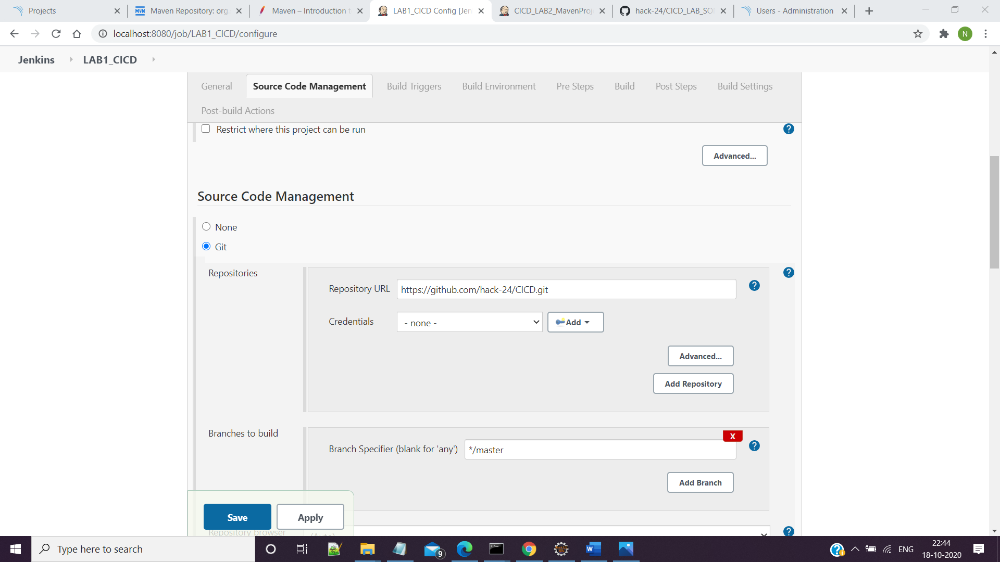 Projects
Maven Repository: org.
Maven – Introduction t
LAB1_CICD Config [Jen
CICD_LAB2_MavenProj
hack-24/CICD_LAB_SO
Users - Administration
localhost:8080/job/LAB1_CICD/configure
N
Jenkins
LAB1_CICD
General
Source Code Management
Build Triggers
Build Environment
Pre Steps
Build
Post Steps
Build Settings
Post-build Actions
Restrict where this project can be run
?
Advanced...
Source Code Management
None
Git
Repositories
?
Repository URL
https://github.com/hack-24/CICD.git
?
Credentials
- none -
Add
Advanced...
Add Repository
Branches to build
X
Branch Specifier (blank for 'any')
*/master
?
Add Branch
Save
Apply
Repository browser
(Auto)
?
Type here to search
9
ENG
22:44
18-10-2020